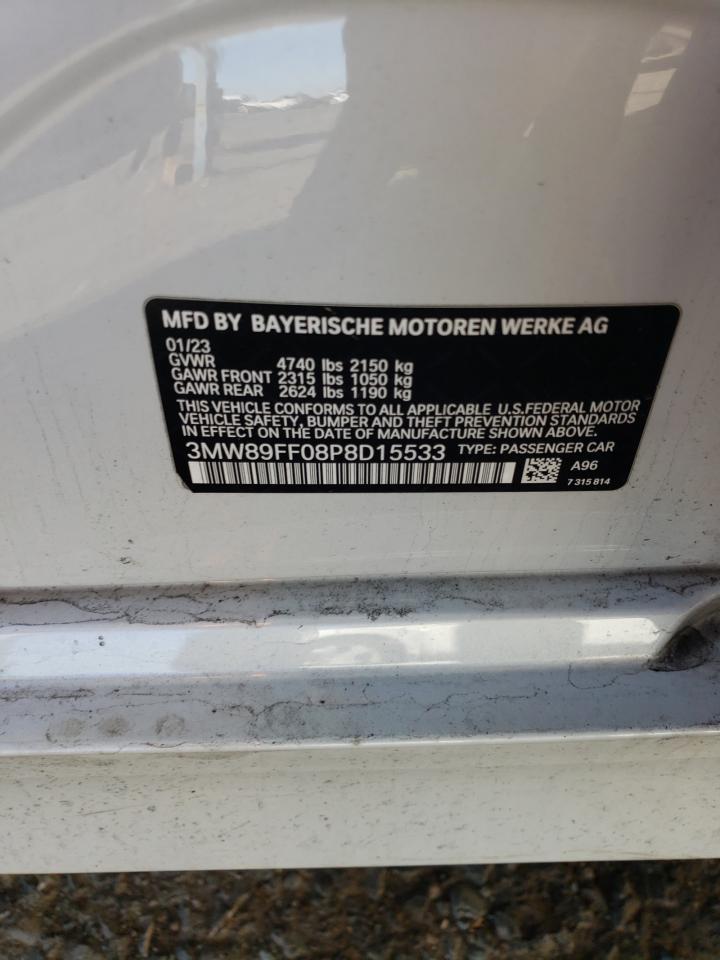 MFD BY BAYERISCHE MOTOREN WERKE AG
01/23
GVWR 4740 lbs 2150 kg
GAWR FRONT 2315 lbs 1050 kg
GAWR REAR 2624 lbs 1190 kg
THIS VEHICLE CONFORMS TO ALL APPLICABLE U.S.FEDERAL MOTOR
VEHICLE SAFETY, BUMPER AND THEFT PREVENTION STANDARDS
IN EFFECT ON THE DATE OF MANUFACTURE SHOWN ABOVE.
3MW89FF08P8D15533 TYPE: PASSENGER CAR
A96
7 315 814